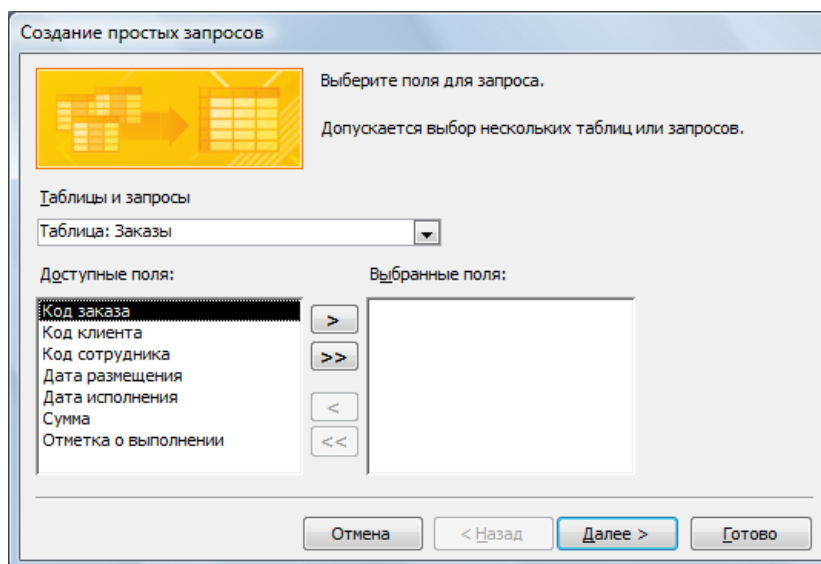 Создание простых запросов
Выберите поля для запроса.
Допускается выбор нескольких таблиц или запросов.
Таблицы и запросы
Таблица: Заказы
Доступные поля:
Выбранные поля:
Код заказа
Код клиента
Код сотрудника
Дата размещения
Дата исполнения
Сумма
Отметка о выполнении
>
>>
<
<<
Отмена
< Назад
Далее >
Готово